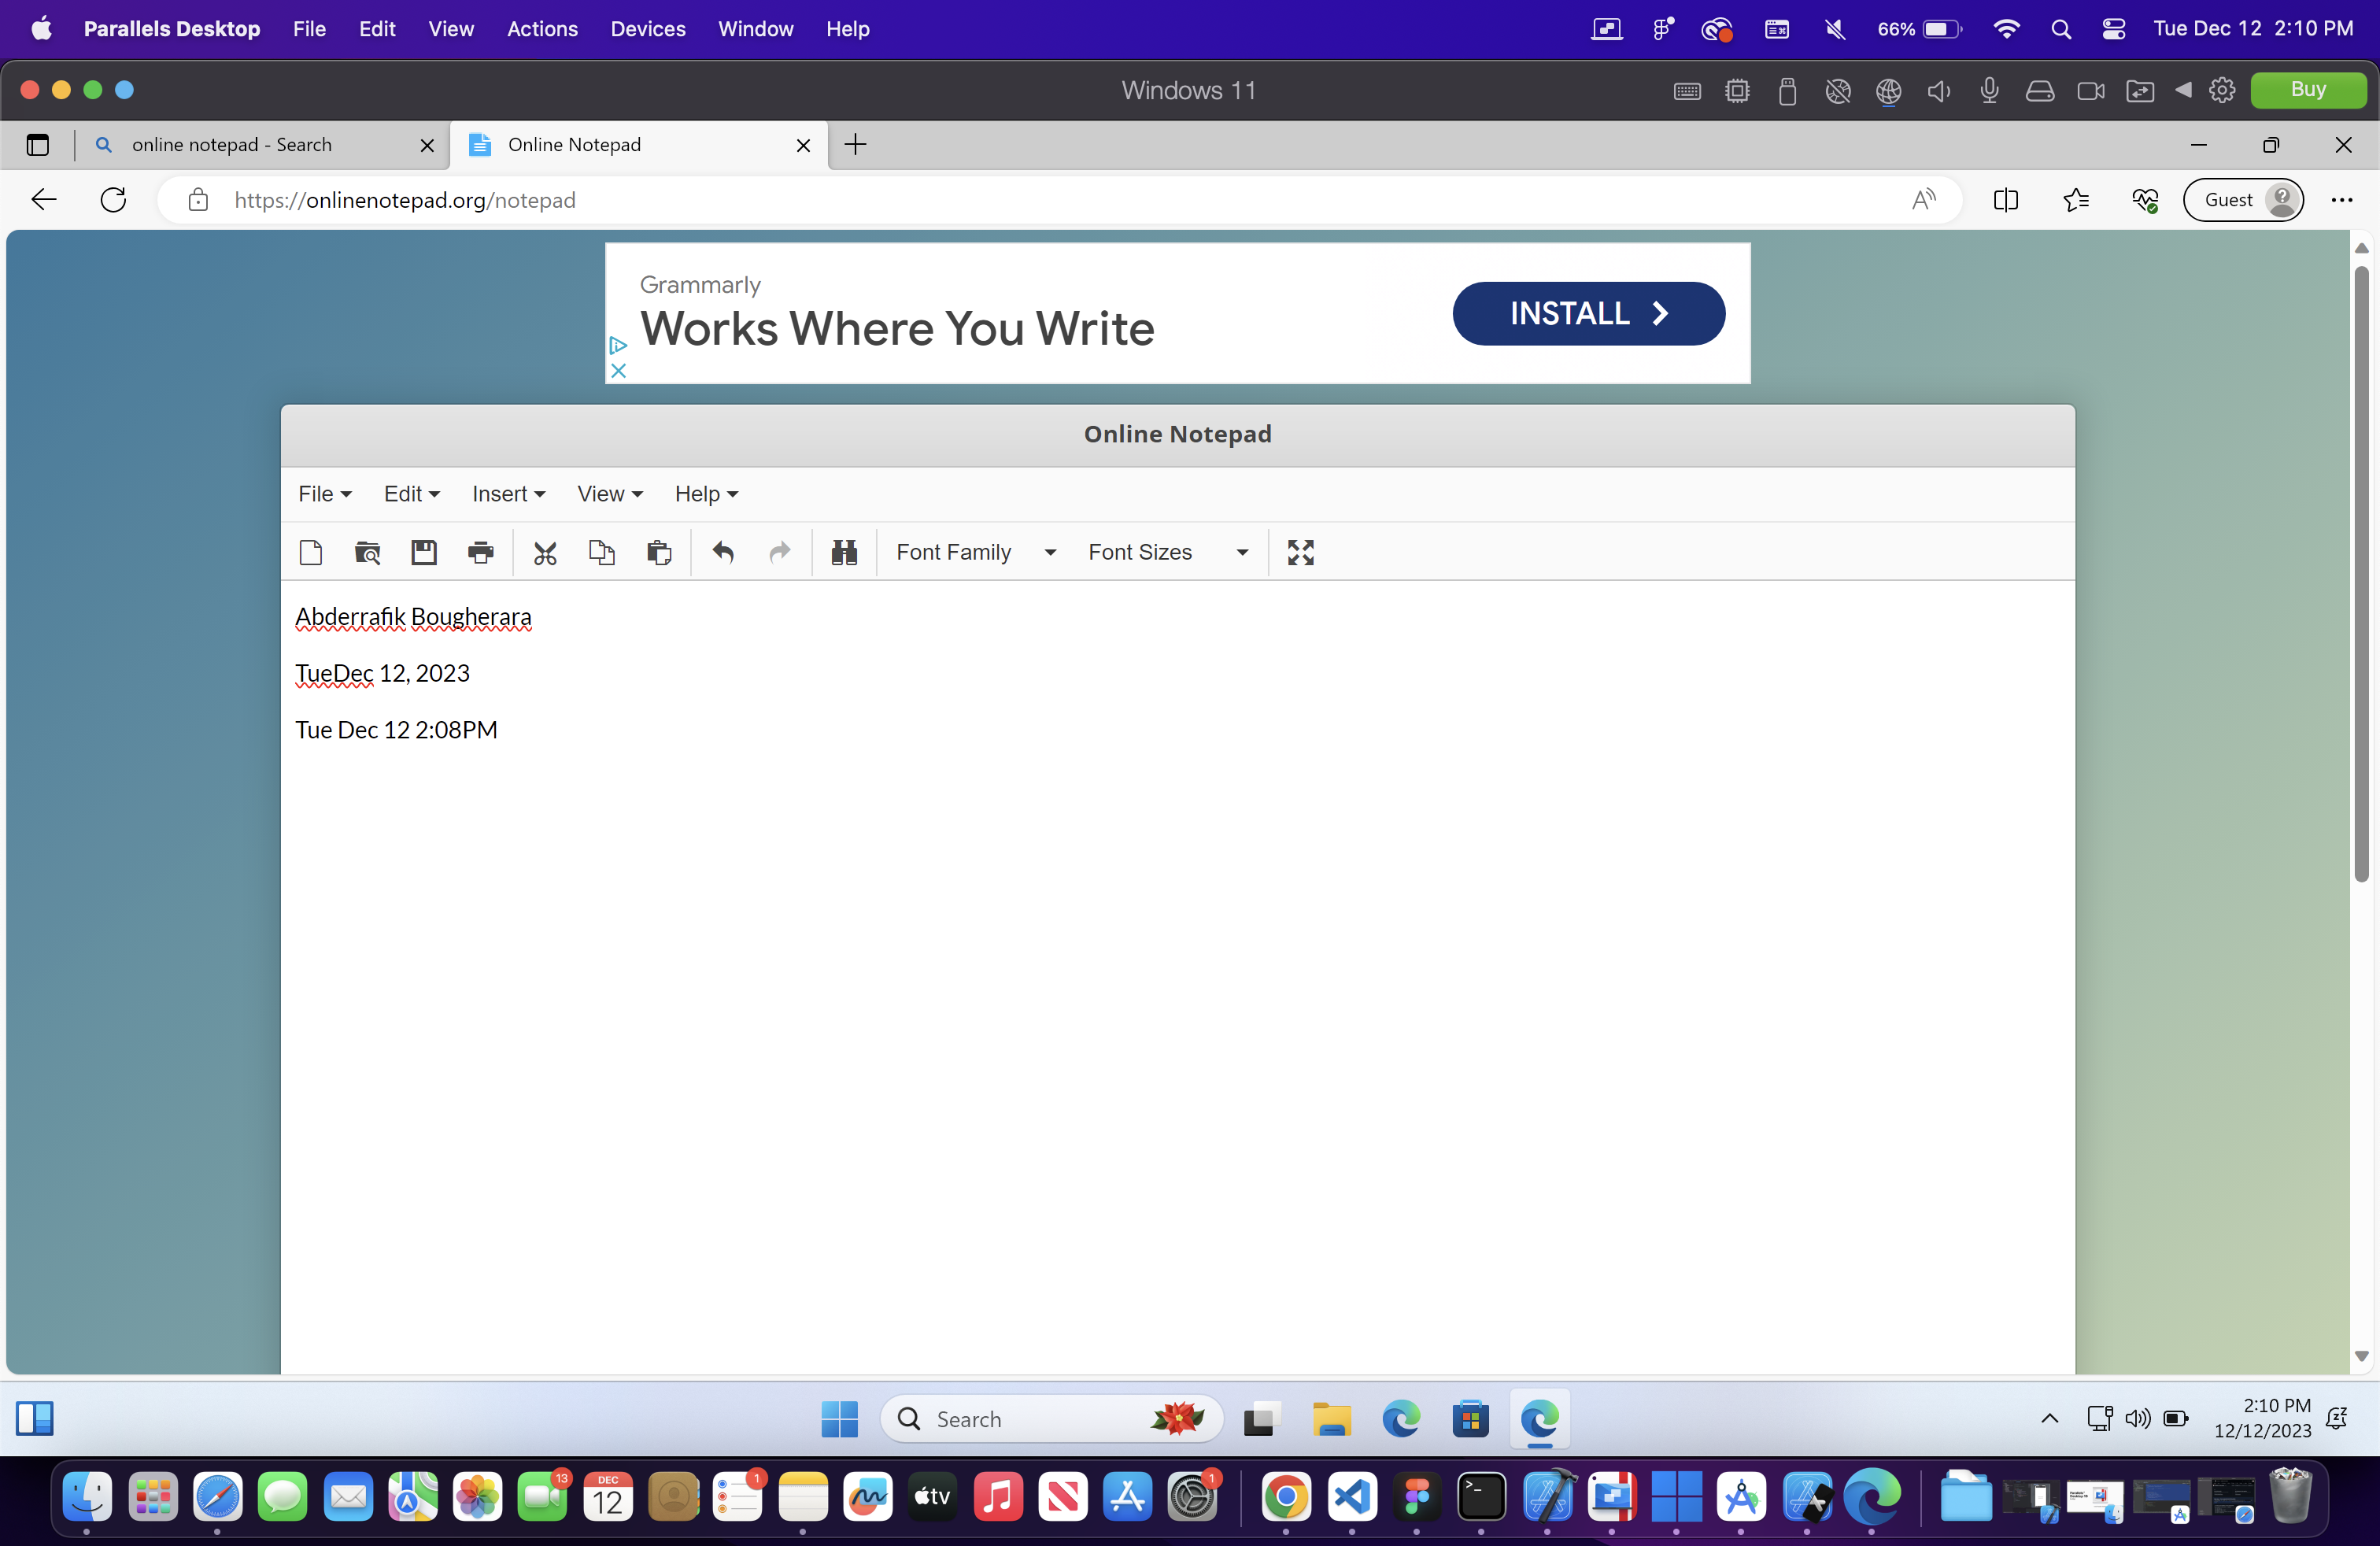 Parallels Desktop File Edit View Actions Devices Window Help 66% Tue Dec 12 2:10 PM
Windows 11 Buy
online notepad - Search Online Notepad
https://onlinenotepad.org/notepad Guest
Grammarly
Works Where You Write
INSTALL
Online Notepad
File Edit Insert View Help
Font Family Font Sizes
Abderrafik Bougherara
TueDec 12, 2023
Tue Dec 12 2:08PM
Search
2:10 PM
12/12/2023
13
DEC
12
1
tv
1